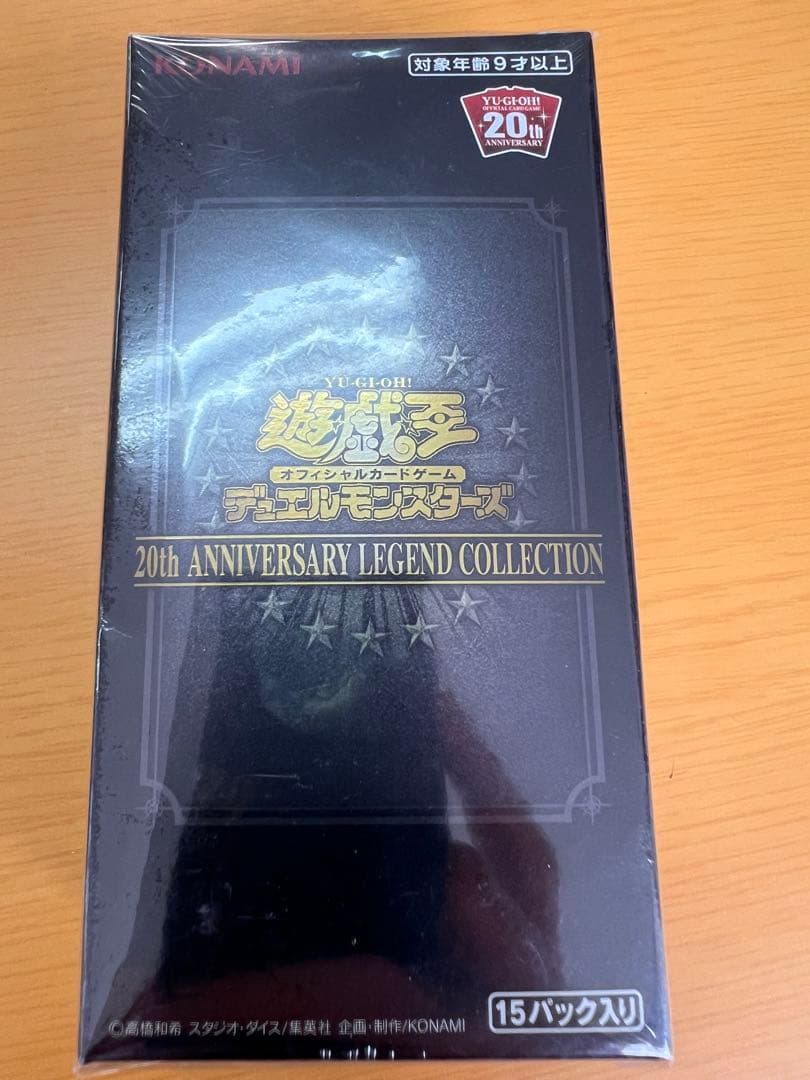 KONAMI
対象年齢9才以上
YU-GI-OH!
OFFICIAL CARD GAME
20th
ANNIVERSARY
YU-GI-OH!
遊☆戯☆王
オフィシャルカードゲーム
デュエルモンスターズ
20th ANNIVERSARY LEGEND COLLECTION
©高橋和希 スタジオ・ダイス/集英社 企画・制作/KONAMI
15パック入り